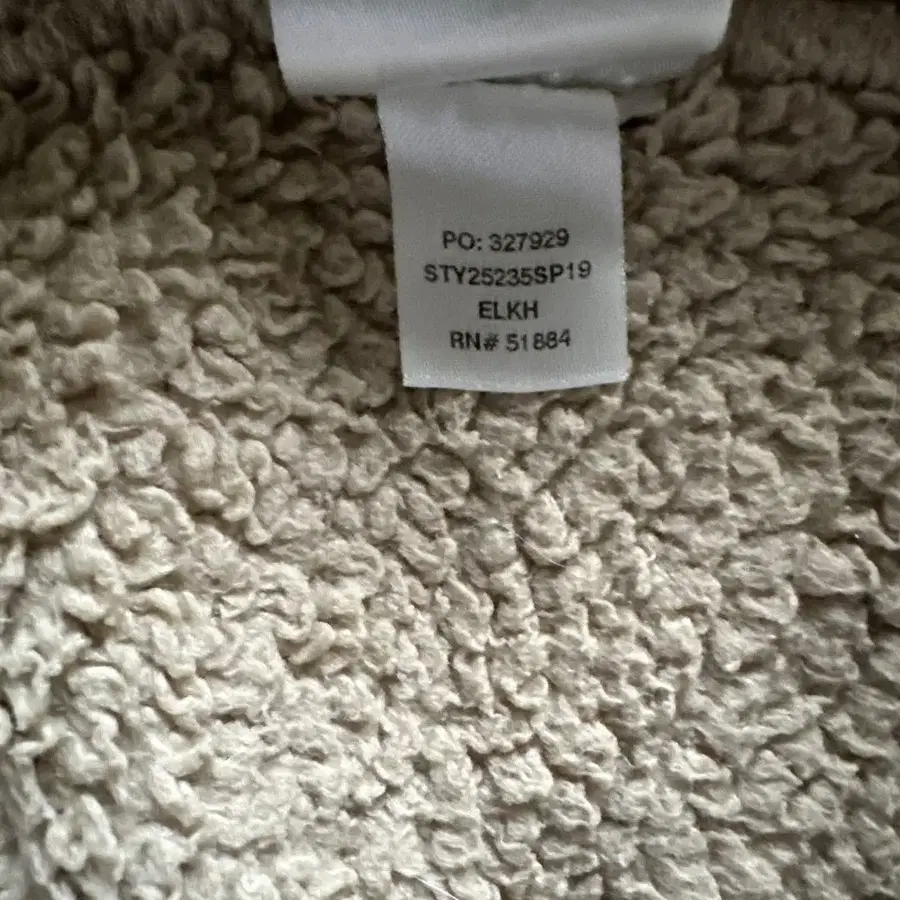 PO: 327929
STY25235SP19
ELKH
RN# 51884